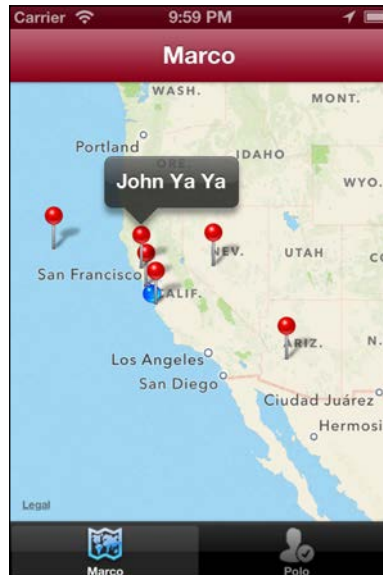 Carrier 9:59 PM
Marco
WASH.
MONT.
Portland
ORE.
IDAHO
John Ya Ya
WYO.
NEV.
UTAH
San Francisco
CALIF.
ARIZ.
N.
Los Angeles
San Diego
Ciudad Juárez
Hermosi
Legal
Marco
Polo